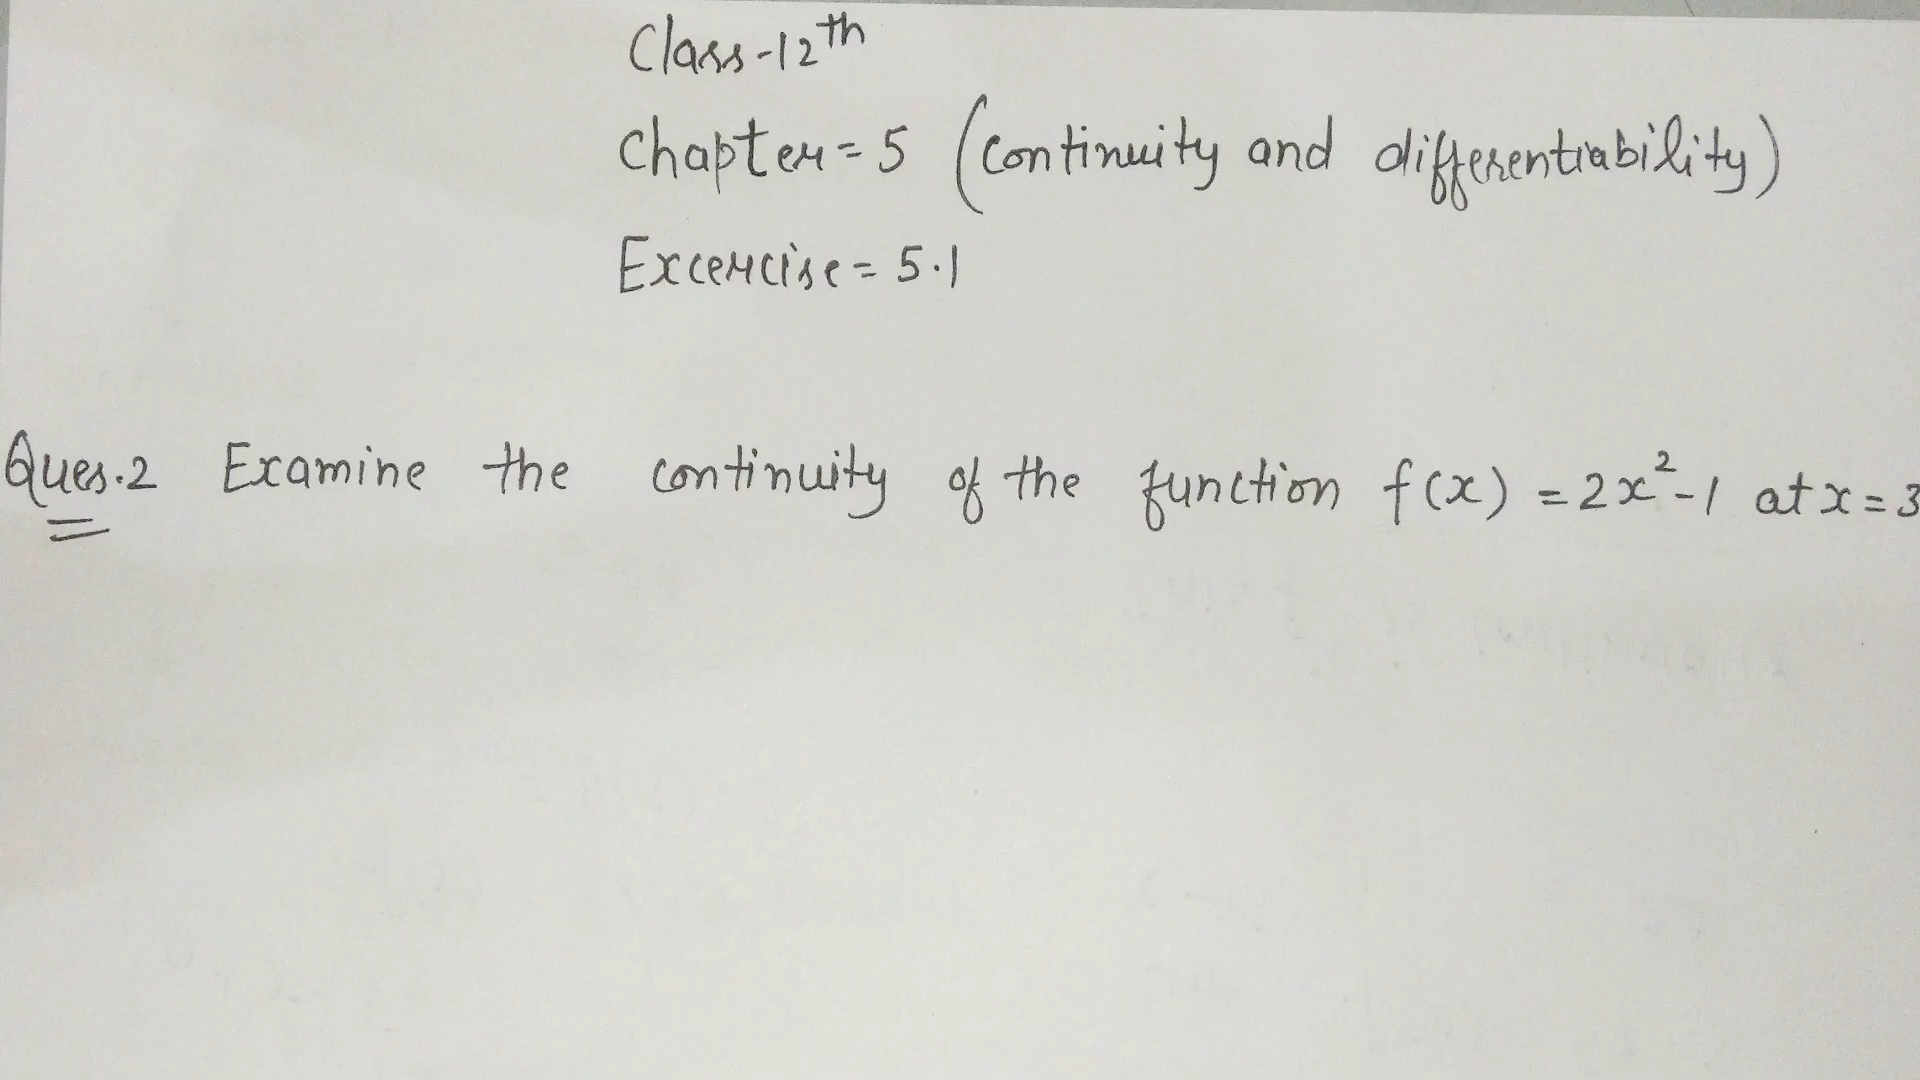 Class-12th
Chapter = 5 (Continuity and differentiability)
Excercise = 5.1
Ques.2 Examine the continuity of the function f(x) = 2x²-1 at x = 3